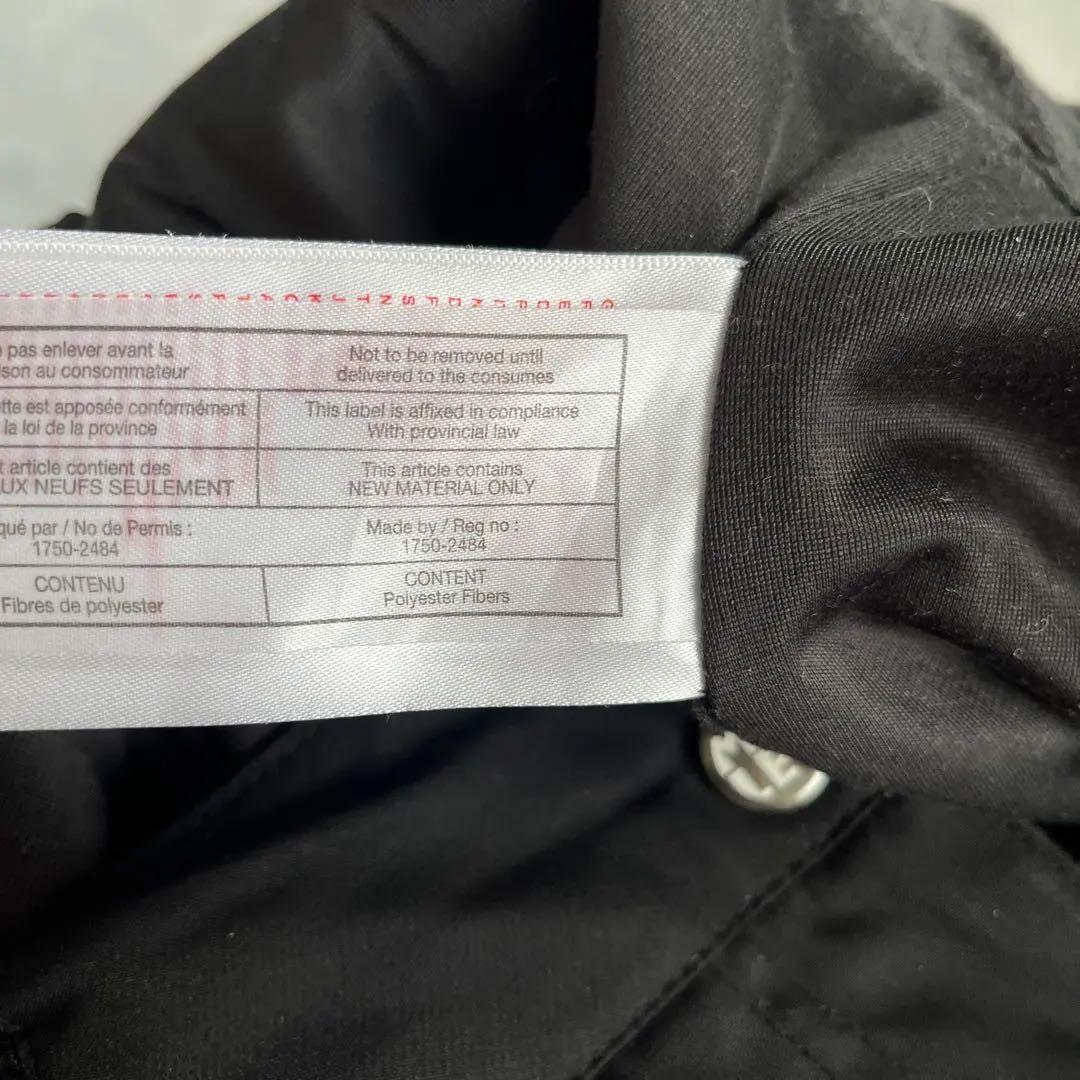 pas enlever avant la
son au consommateur
Not to be removed until
delivered to the consumes
tte est apposée conformément
la loi de la province
This label is affixed in compliance
With provincial law
t article contient des
UX NEUFS SEULEMENT
This article contains
NEW MATERIAL ONLY
qué par / No de Permis :
1750-2484
Made by / Reg no :
1750-2484
CONTENU
Fibres de polyester
CONTENT
Polyester Fibers